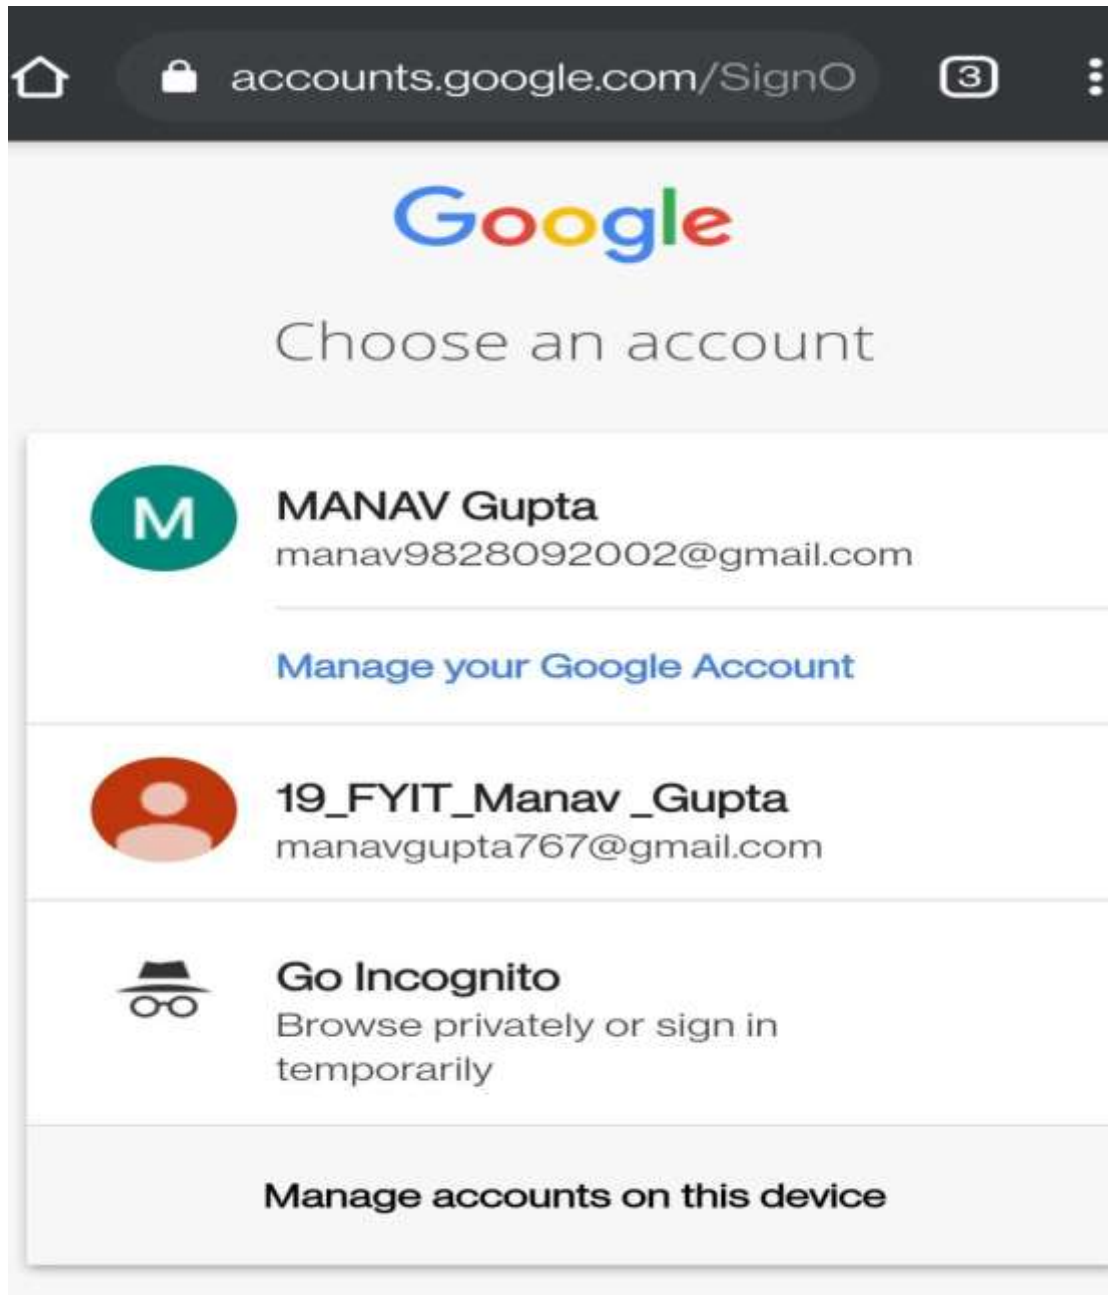 accounts.google.com/SignO
3
Google
Choose an account
M
MANAV Gupta
manav9828092002@gmail.com
Manage your Google Account
19_FYIT_Manav _Gupta
manavgupta767@gmail.com
Go Incognito
Browse privately or sign in
temporarily
Manage accounts on this device